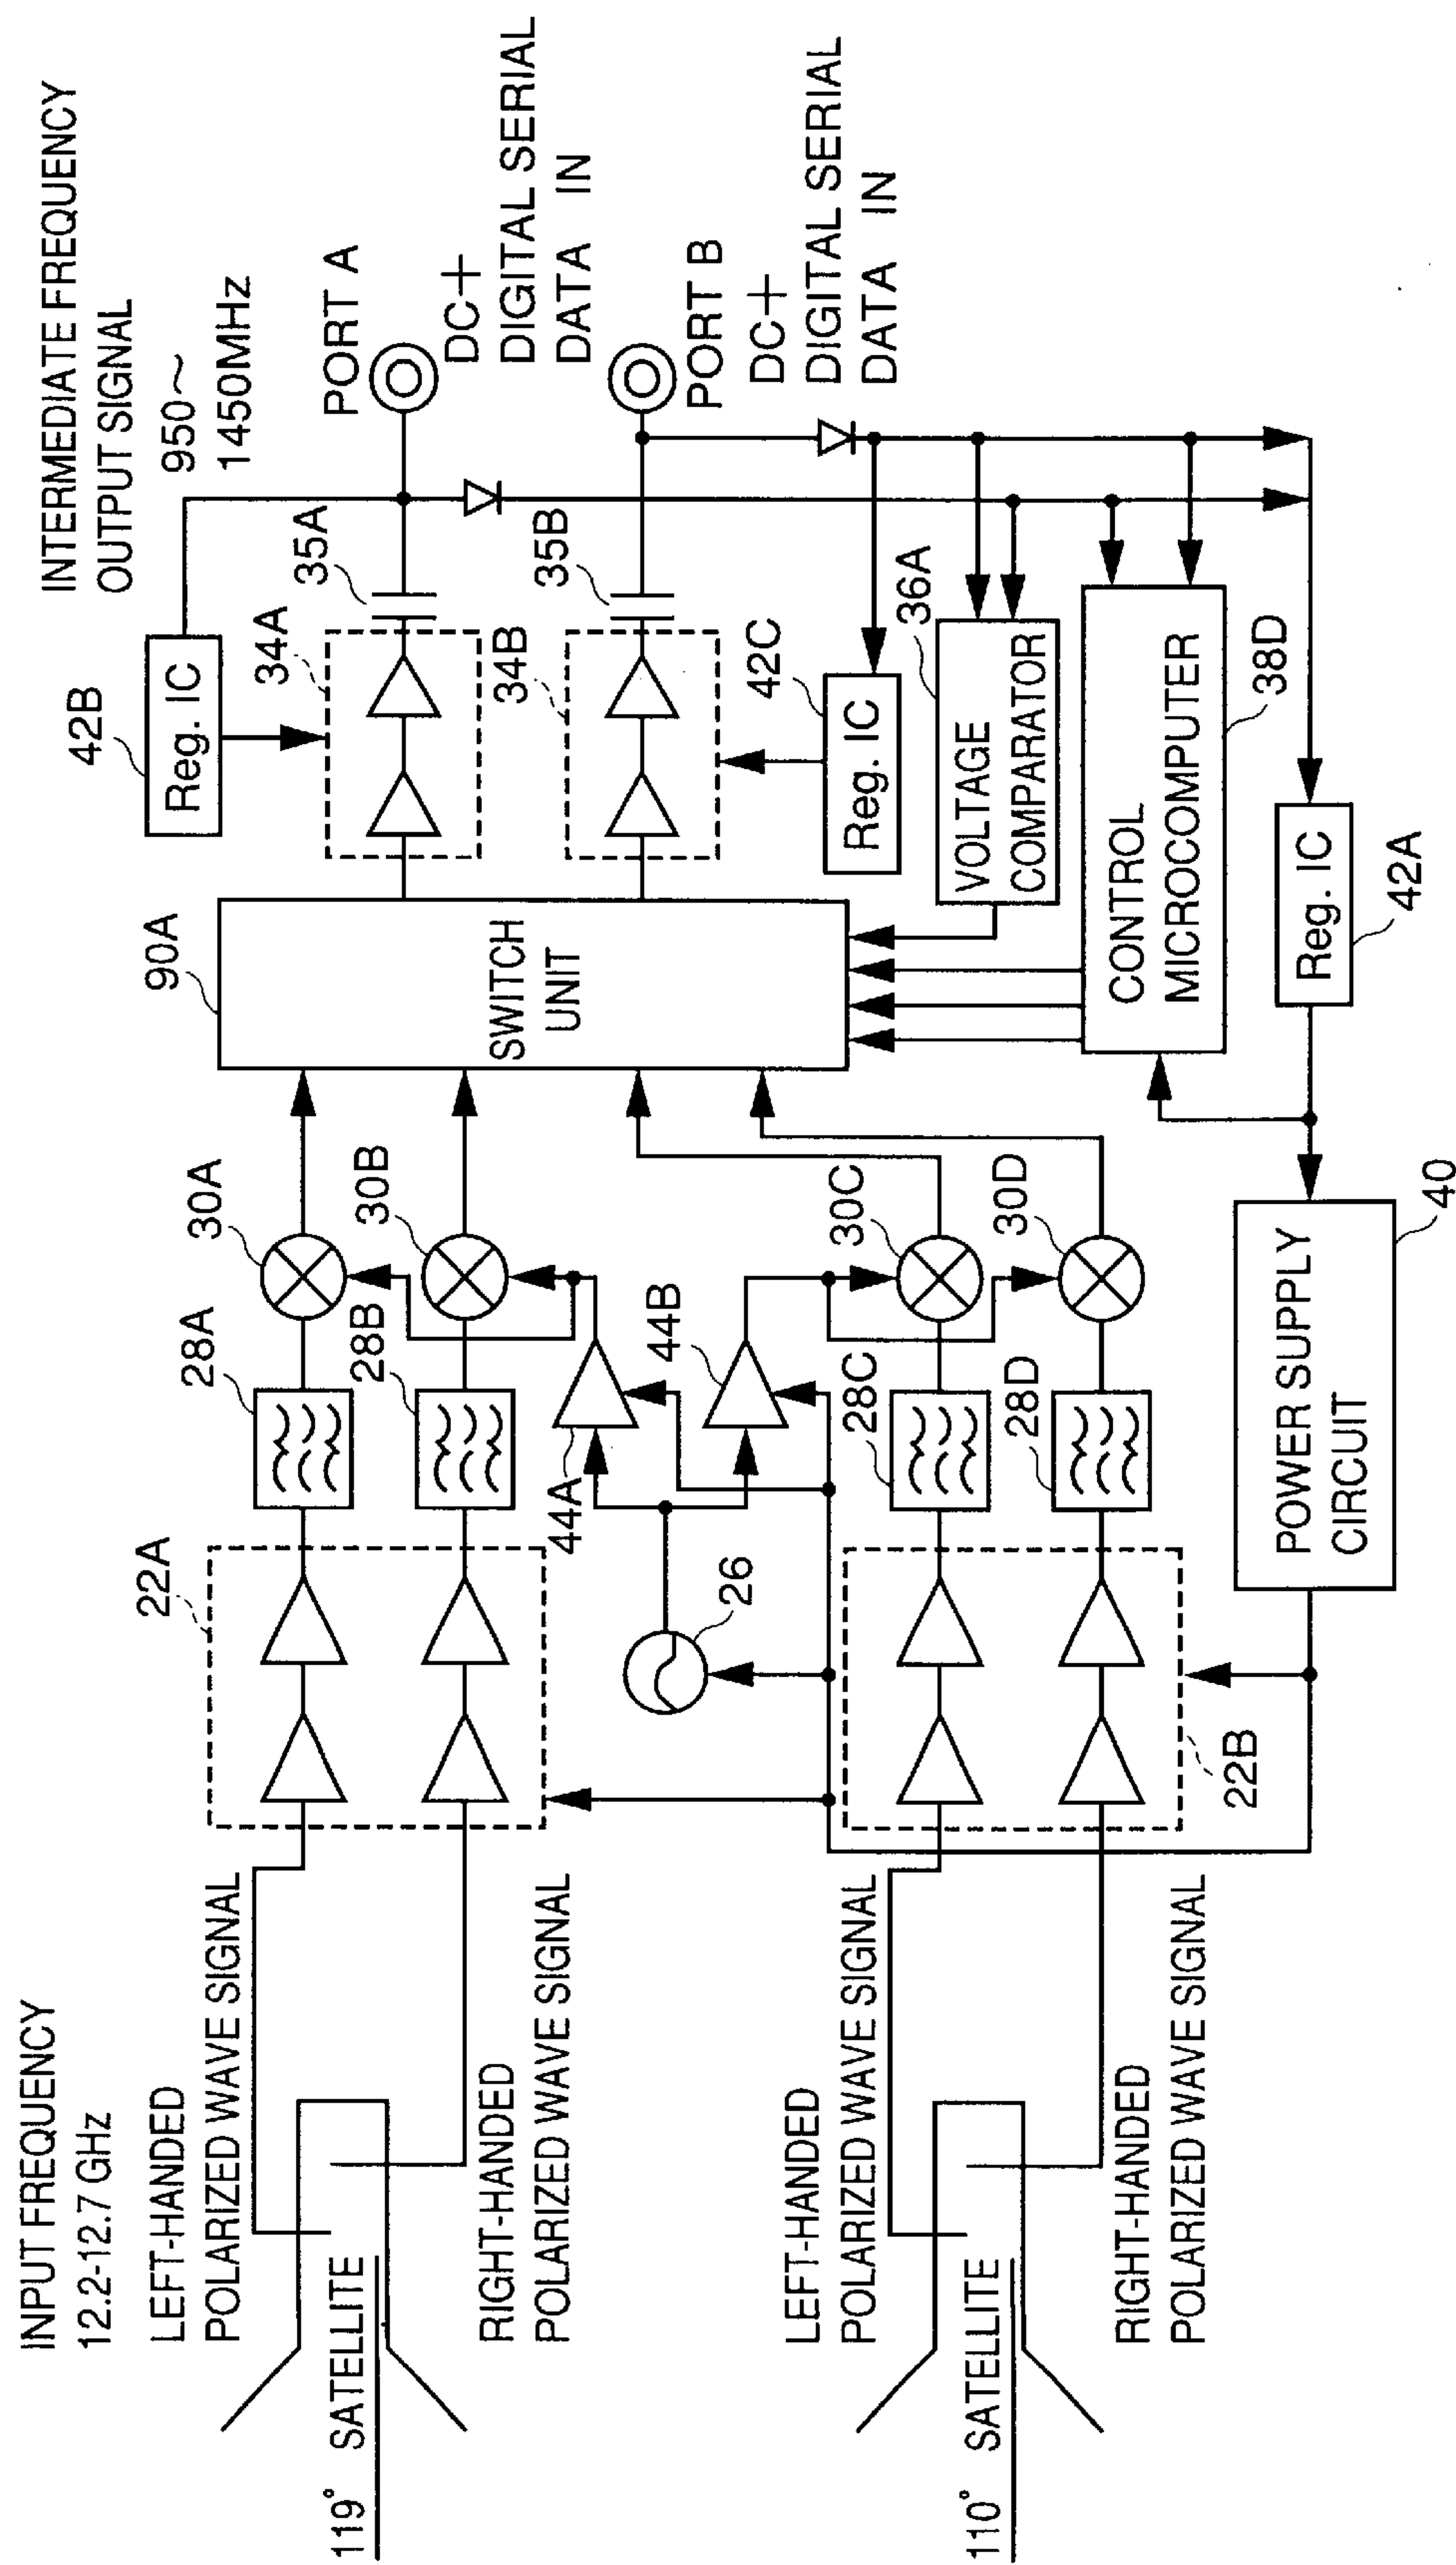 INPUT FREQUENCY
12.2-12.7 GHz
INTERMEDIATE FREQUENCY
OUTPUT SIGNAL
950~
1450MHz
LEFT-HANDED
POLARIZED WAVE SIGNAL
119° SATELLITE
RIGHT-HANDED
POLARIZED WAVE SIGNAL
22A
28A
30A
28B
30B
90A
SWITCH
UNIT
42B
Reg. IC
34A
35A
PORT A
DC+
DIGITAL SERIAL
DATA IN
34B
35B
PORT B
DC+
DIGITAL SERIAL
DATA IN
44A
26
44B
42C
Reg. IC
36A
VOLTAGE
COMPARATOR
LEFT-HANDED
POLARIZED WAVE SIGNAL
110° SATELLITE
RIGHT-HANDED
POLARIZED WAVE SIGNAL
22B
28C
30C
28D
30D
CONTROL
MICROCOMPUTER
38D
POWER SUPPLY
CIRCUIT
40
Reg. IC
42A